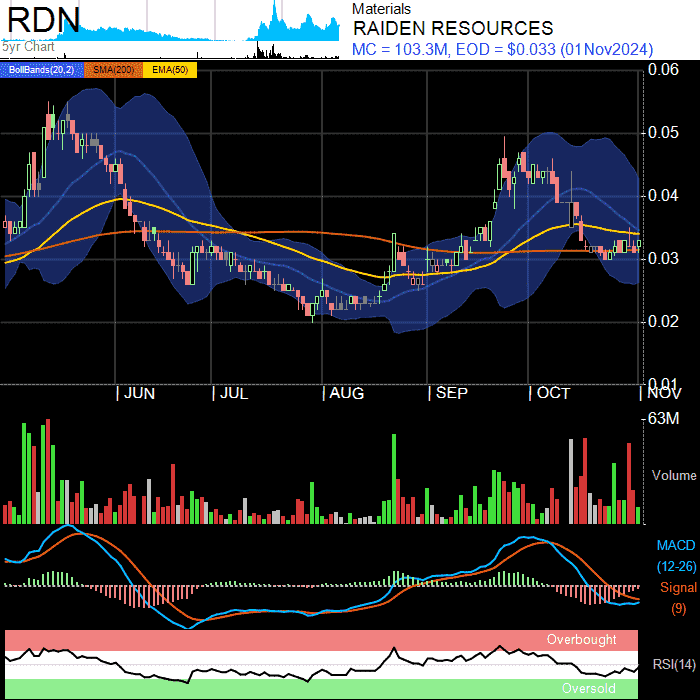 RDN
5yr Chart
Materials
RAIDEN RESOURCES
MC = 103.3M, EOD = $0.033 (01Nov2024)
BollBands(20,2) SMA(200) EMA(50)
0.06
0.05
0.04
0.03
0.02
0.01
JUN JUL AUG SEP OCT NOV
63M
Volume
MACD
(12-26)
Signal
(9)
Overbought
RSI(14)
Oversold